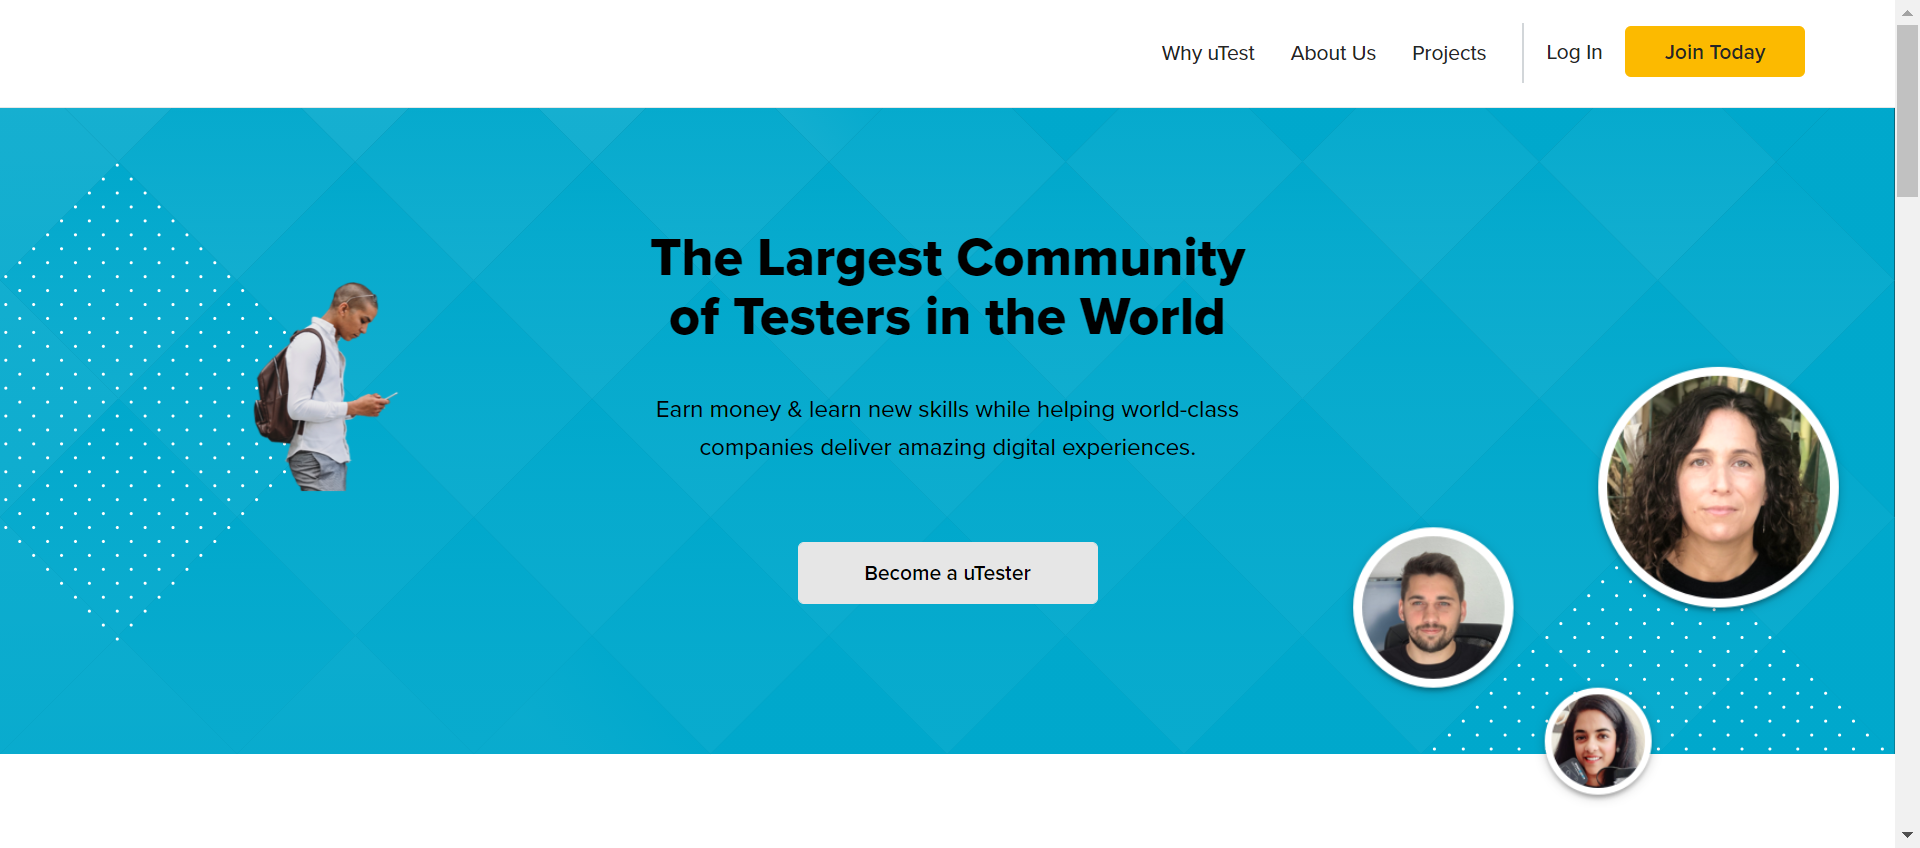 Why uTest
About Us
Projects
Log In
Join Today
The Largest Community
of Testers in the World
Earn money & learn new skills while helping world-class
companies deliver amazing digital experiences.
Become a uTester